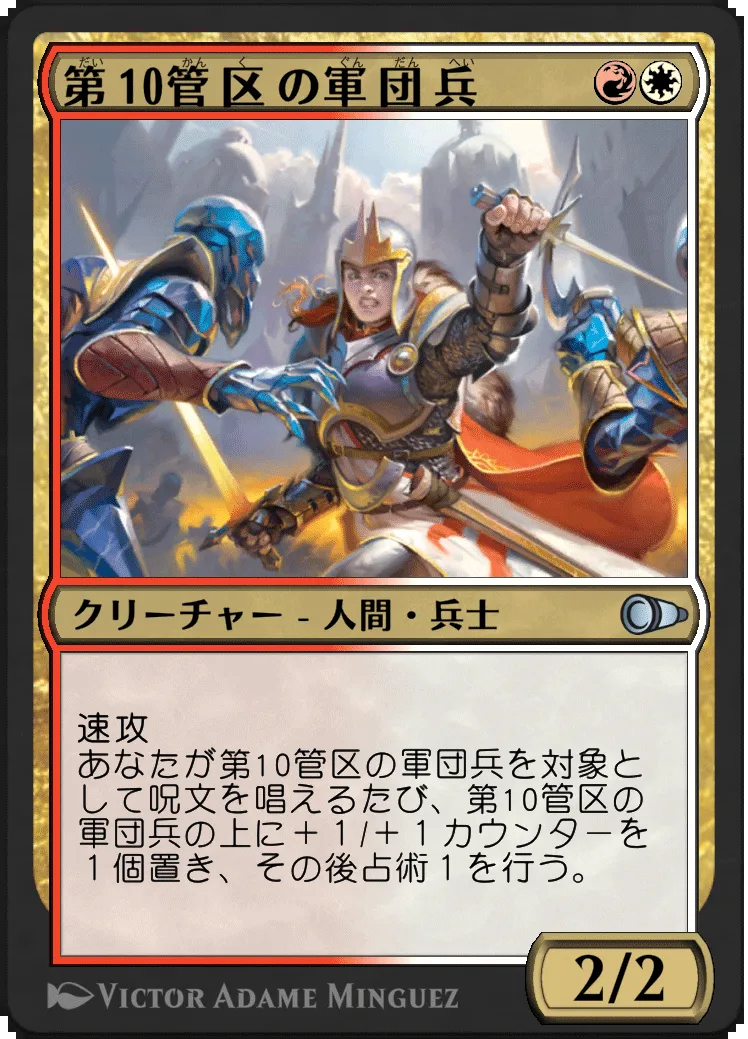 第10管区の軍団兵
クリーチャー - 人間・兵士
速攻
あなたが第10管区の軍団兵を対象と
して呪文を唱えるたび、第10管区の
軍団兵の上に＋１/＋１カウンターを
１個置き、その後占術１を行う。
2/2
VICTOR ADAME MINGUEZ